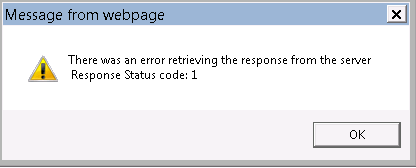 Message from webpage
There was an error retrieving the response from the server
Response Status code: 1
OK